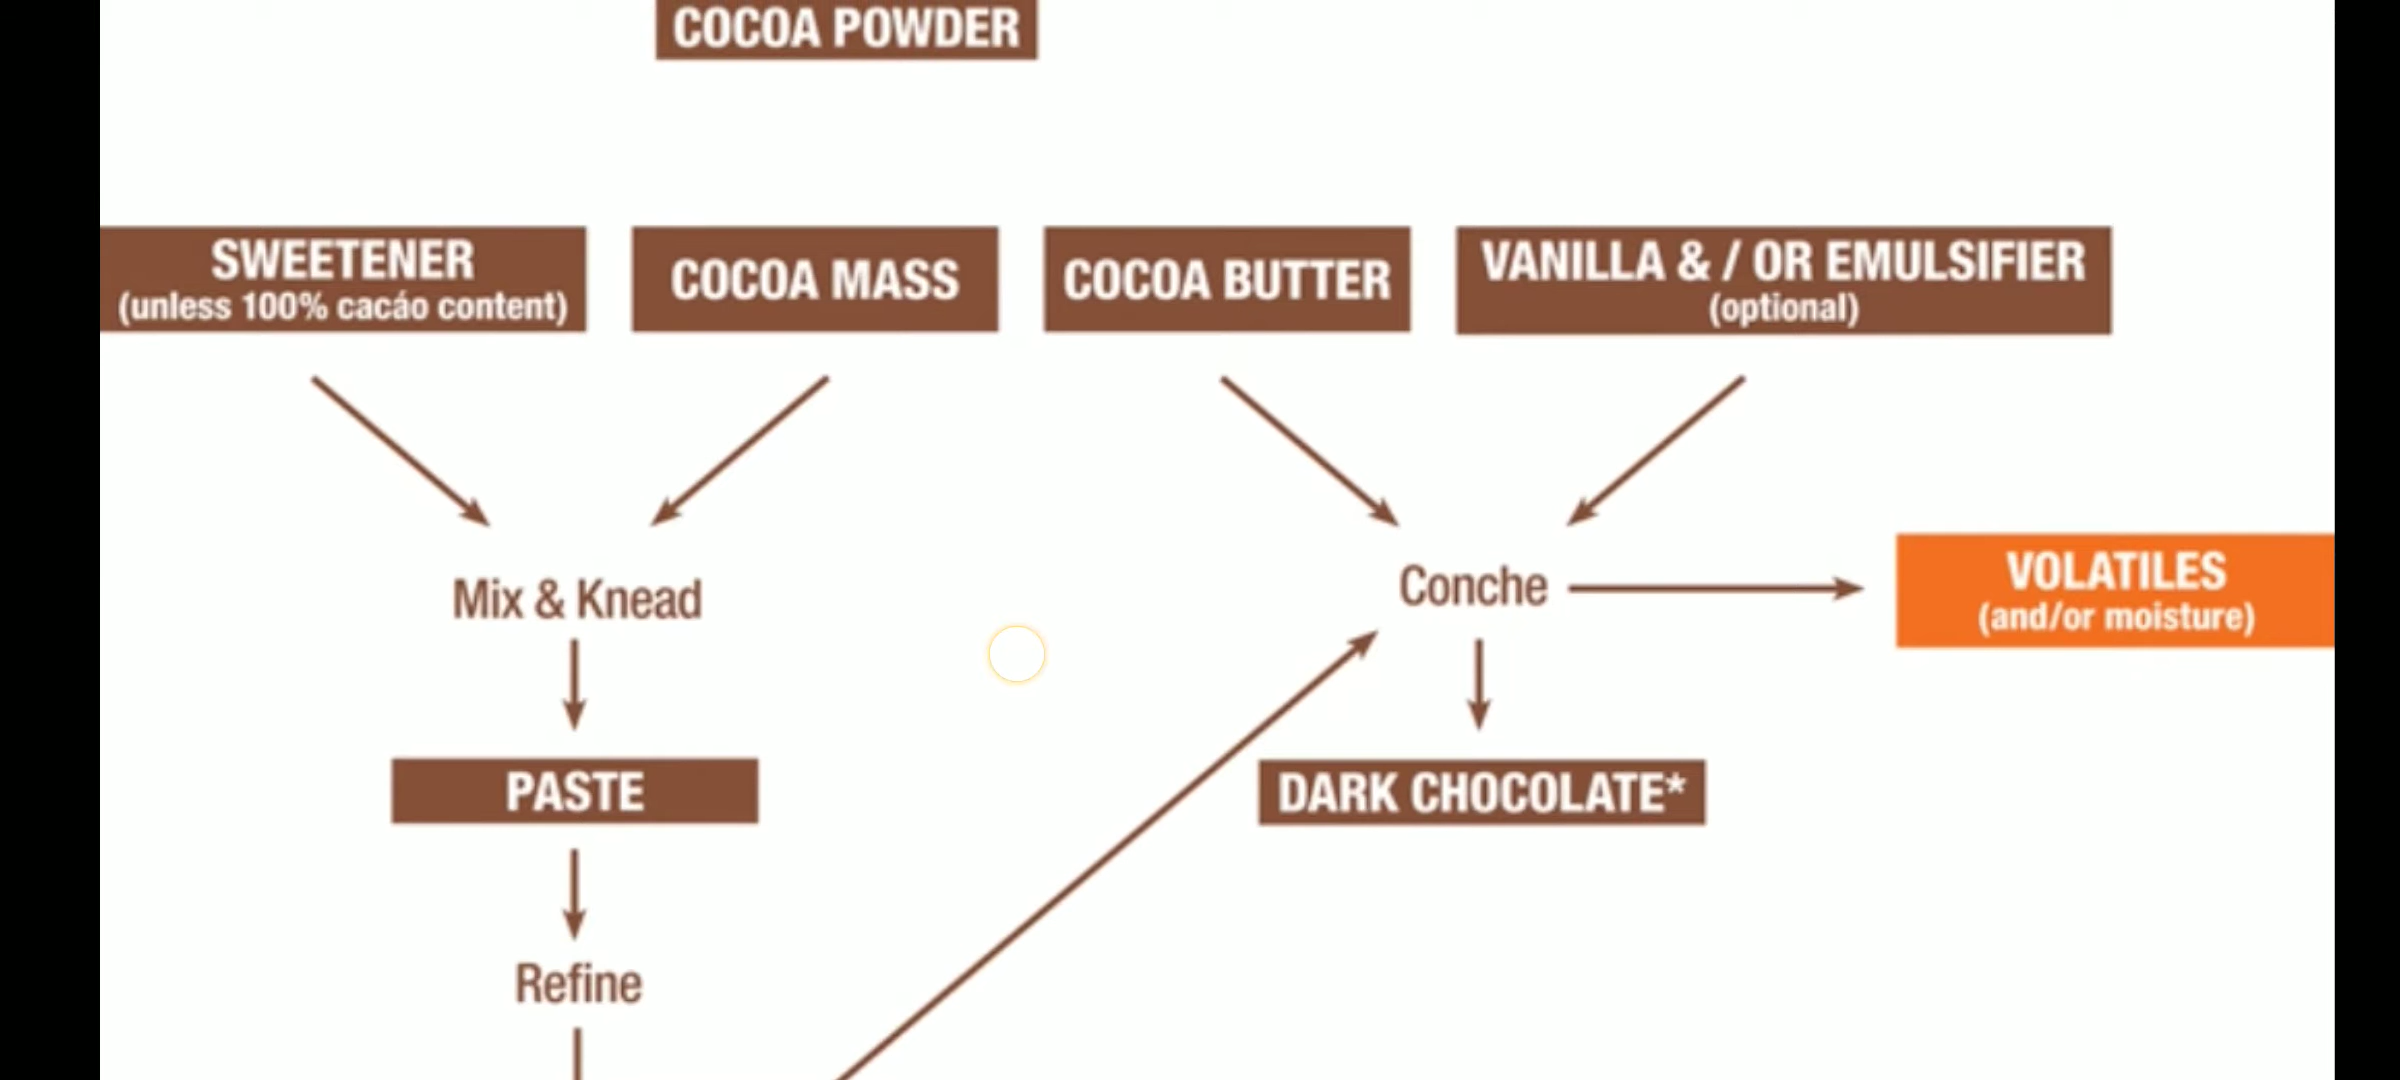 COCOA POWDER
SWEETENER
(unless 100% cacáo content)
COCOA MASS
COCOA BUTTER
VANILLA & / OR EMULSIFIER
(optional)
Mix & Knead
Conche
VOLATILES
(and/or moisture)
PASTE
DARK CHOCOLATE*
Refine